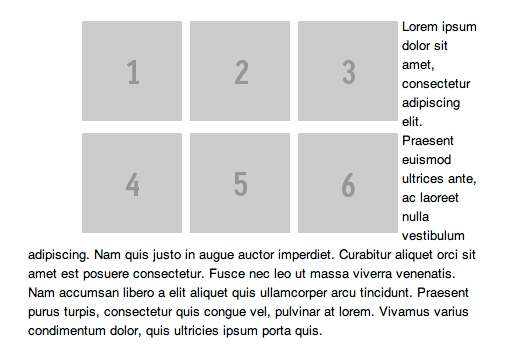 1 2 3
Lorem ipsum
dolor sit
amet,
consectetur
adipiscing
elit.
4 5 6
Praesent
euismod
ultrices ante,
ac laoreet
nulla
vestibulum
adipiscing. Nam quis justo in augue auctor imperdiet. Curabitur aliquet orci sit
amet est posuere consectetur. Fusce nec leo ut massa viverra venenatis.
Nam accumsan libero a elit aliquet quis ullamcorper arcu tincidunt. Praesent
purus turpis, consectetur quis congue vel, pulvinar at lorem. Vivamus varius
condimentum dolor, quis ultricies ipsum porta quis.